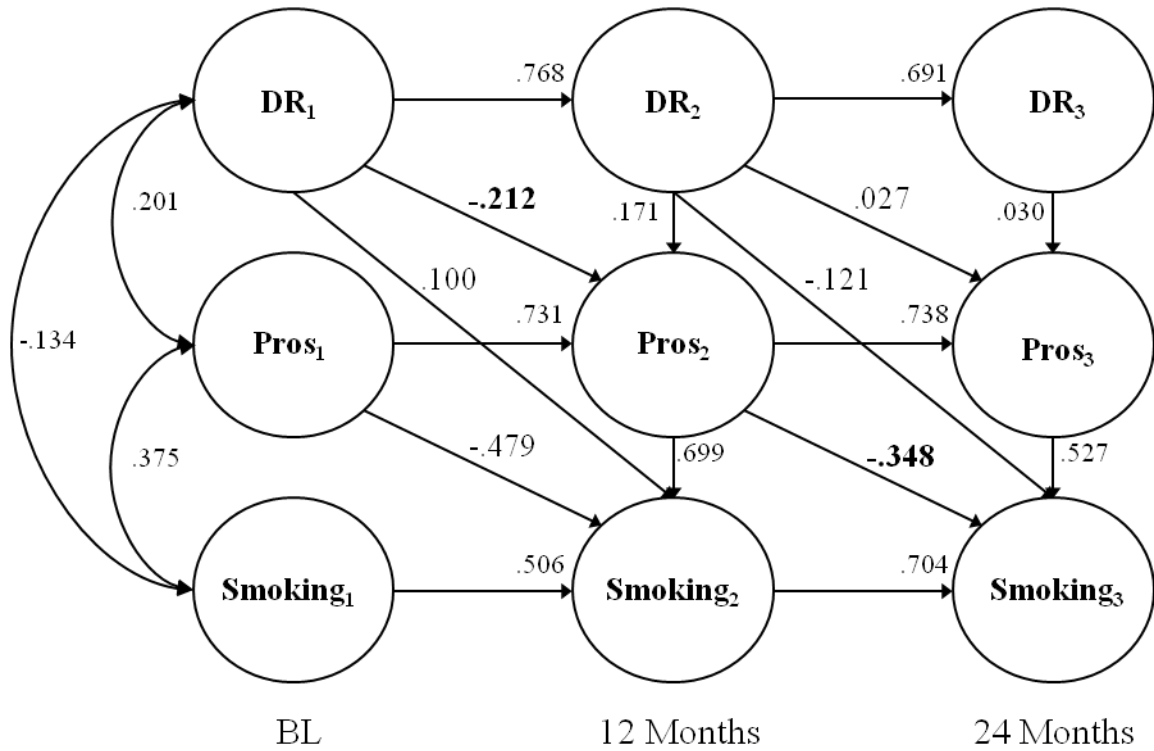 .768
.691
DR₁
DR₂
DR₃
.201
-.212
.171
.027
.030
.100
-.121
.731
.738
-.134
Pros₁
Pros₂
Pros₃
.375
-.479
.699
-.348
.527
.506
.704
Smoking₁
Smoking₂
Smoking₃
BL
12 Months
24 Months